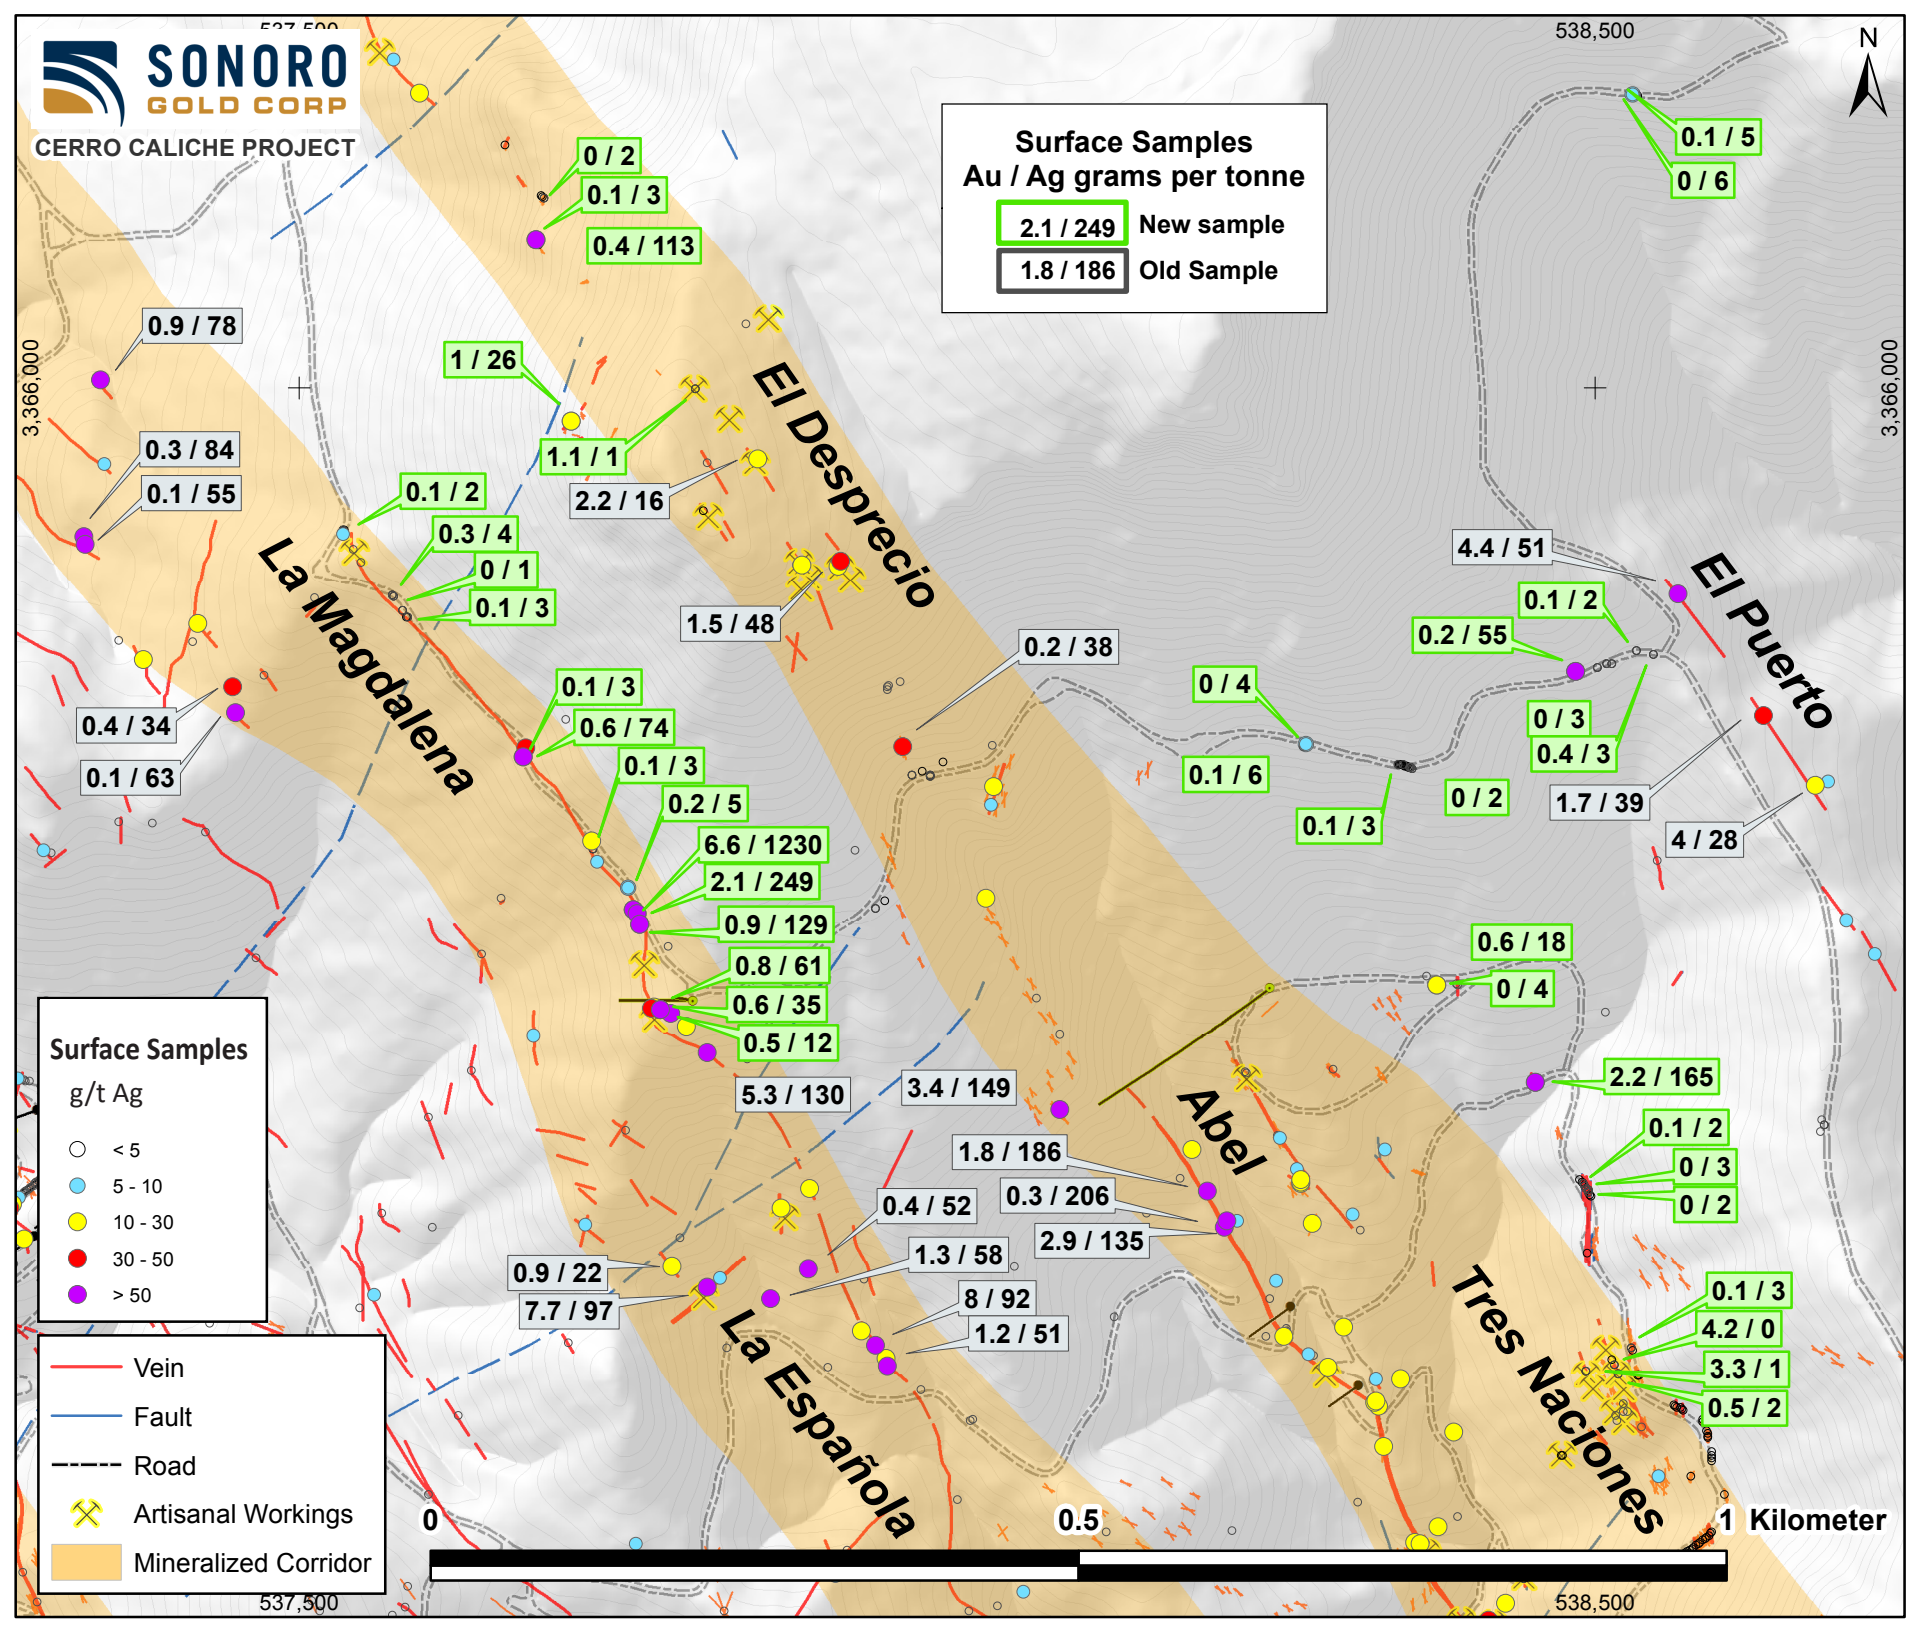 537,500
538,500
SONORO
GOLD CORP
CERRO CALICHE PROJECT
N
Surface Samples
Au / Ag grams per tonne
2.1 / 249 New sample
1.8 / 186 Old Sample
0.1 / 5
0 / 6
0 / 2
0.1 / 3
0.4 / 113
0.9 / 78
3,366,000
3,366,000
1 / 26
1.1 / 1
0.3 / 84
0.1 / 55
2.2 / 16
El Desprecio
0.1 / 2
0.3 / 4
0 / 1
0.1 / 3
La Magdalena
1.5 / 48
4.4 / 51
El Puerto
0.1 / 2
0.2 / 55
0.2 / 38
0 / 4
0.1 / 3
0.4 / 34
0.6 / 74
0 / 3
0.4 / 3
0.1 / 63
0.1 / 3
0.1 / 6
0 / 2
1.7 / 39
0.2 / 5
0.1 / 3
4 / 28
6.6 / 1230
2.1 / 249
0.9 / 129
0.6 / 18
0.8 / 61
0 / 4
0.6 / 35
0.5 / 12
5.3 / 130
3.4 / 149
2.2 / 165
Abel
0.1 / 2
1.8 / 186
0 / 3
0.3 / 206
0 / 2
0.4 / 52
2.9 / 135
1.3 / 58
0.9 / 22
7.7 / 97
8 / 92
1.2 / 51
La Española
Tres Naciones
0.1 / 3
4.2 / 0
3.3 / 1
0.5 / 2
Surface Samples
g/t Ag
< 5
5 - 10
10 - 30
30 - 50
> 50
Vein
Fault
Road
Artisanal Workings
Mineralized Corridor
0
0.5
1 Kilometer
537,500
538,500